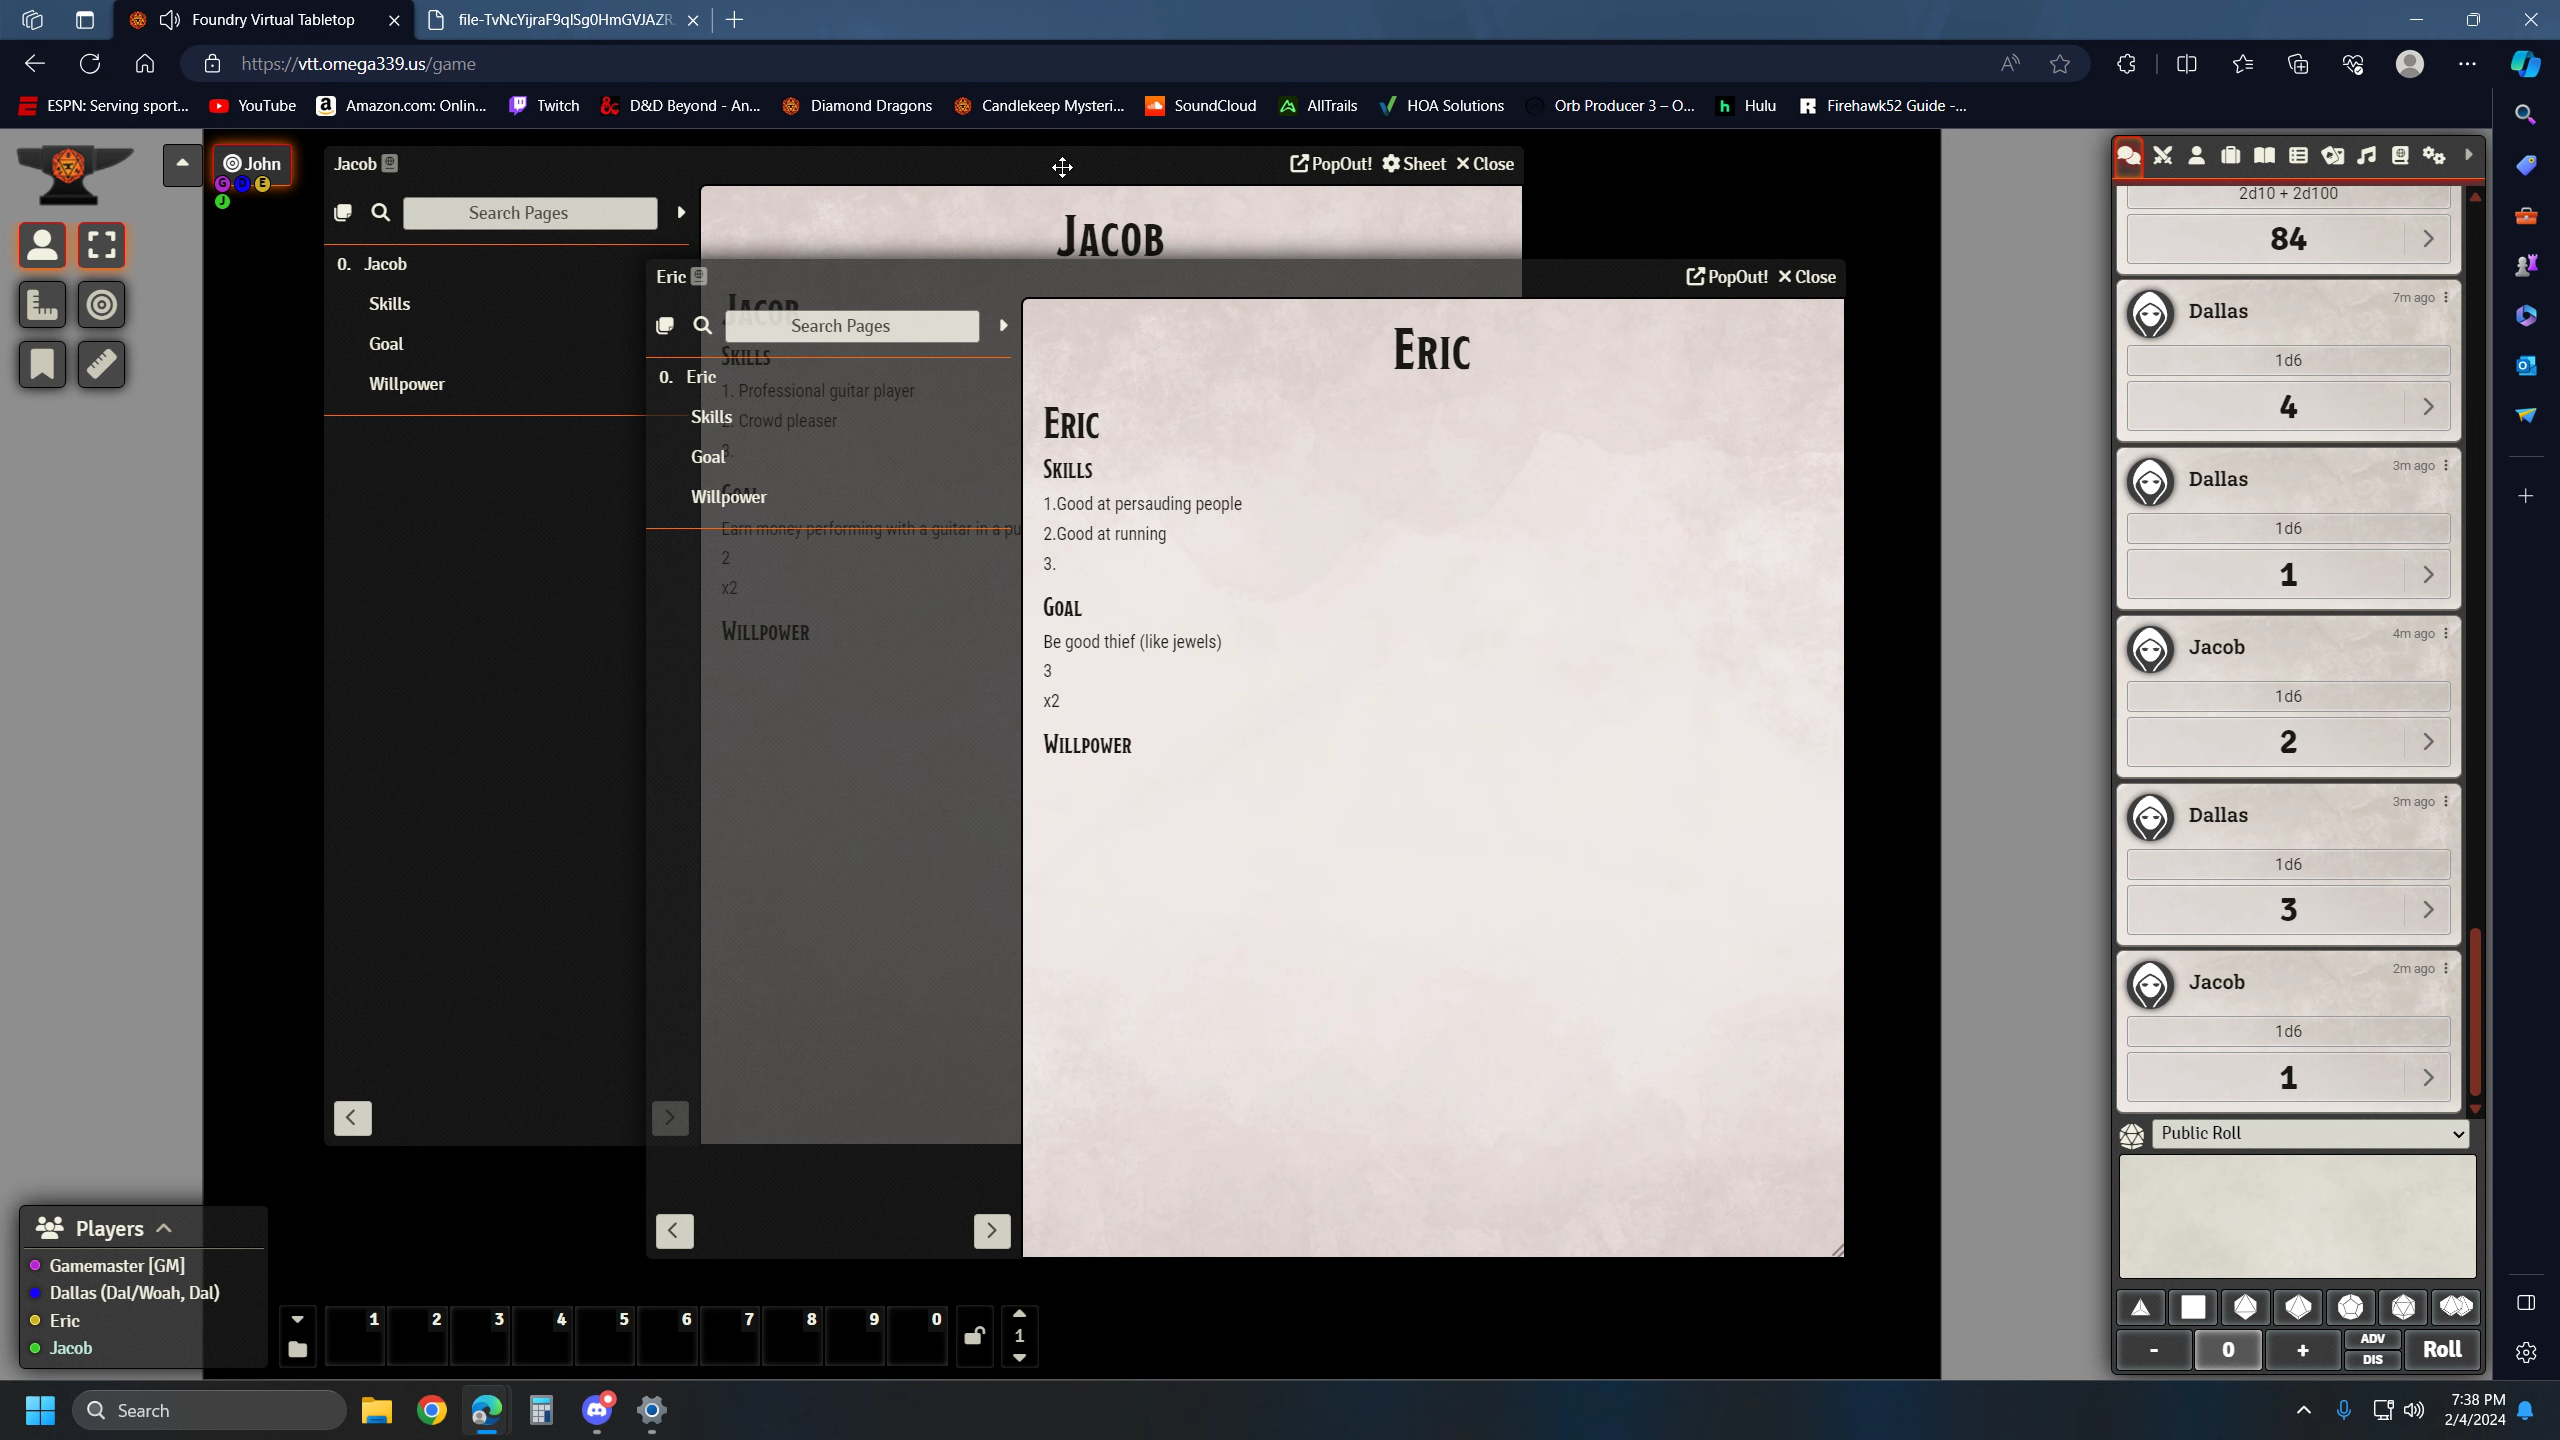 Foundry Virtual Tabletop
file-TvNcYijraF9qlSg0HmGVJAZR
https://vtt.omega339.us/game
ESPN: Serving sport...
YouTube
Amazon.com: Onlin...
Twitch
D&D Beyond - An...
Diamond Dragons
Candlekeep Mysteri...
SoundCloud
AllTrails
HOA Solutions
Orb Producer 3 – O...
Hulu
Firehawk52 Guide -...
John
G D E
J
Jacob
PopOut! Sheet Close
Search Pages
0. Jacob
Skills
Goal
Willpower
Jacob
Jacob
Skills
1. Professional guitar player
2. Crowd pleaser
3.
Goal
Earn money performing with a guitar in a pu
2
x2
Willpower
Eric
PopOut! Close
Search Pages
0. Eric
Skills
Goal
Willpower
Eric
Eric
Skills
1.Good at persauding people
2.Good at running
3.
Goal
Be good thief (like jewels)
3
x2
Willpower
2d10 + 2d100
84
Dallas
7m ago
1d6
4
Dallas
3m ago
1d6
1
Jacob
4m ago
1d6
2
Dallas
3m ago
1d6
3
Jacob
2m ago
1d6
1
Public Roll
- 0 + ADV DIS Roll
Players
Gamemaster [GM]
Dallas (Dal/Woah, Dal)
Eric
Jacob
1 2 3 4 5 6 7 8 9 0
1
Search
7:38 PM
2/4/2024